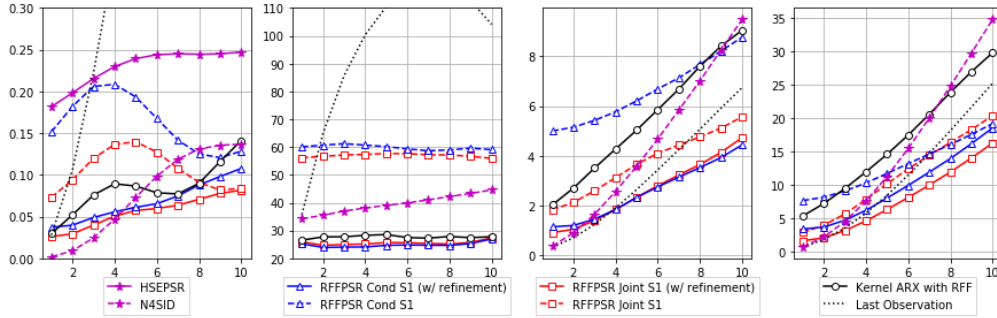 0.30
0.25
0.20
0.15
0.10
0.05
0.00
2 4 6 8 10
110
100
90
80
70
60
50
40
30
20
2 4 6 8 10
8
6
4
2
0
2 4 6 8 10
35
30
25
20
15
10
5
0
2 4 6 8 10
HSEPSR
N4SID
RFFPSR Cond S1 (w/ refinement)
RFFPSR Cond S1
RFFPSR Joint S1 (w/ refinement)
RFFPSR Joint S1
Kernel ARX with RFF
Last Observation